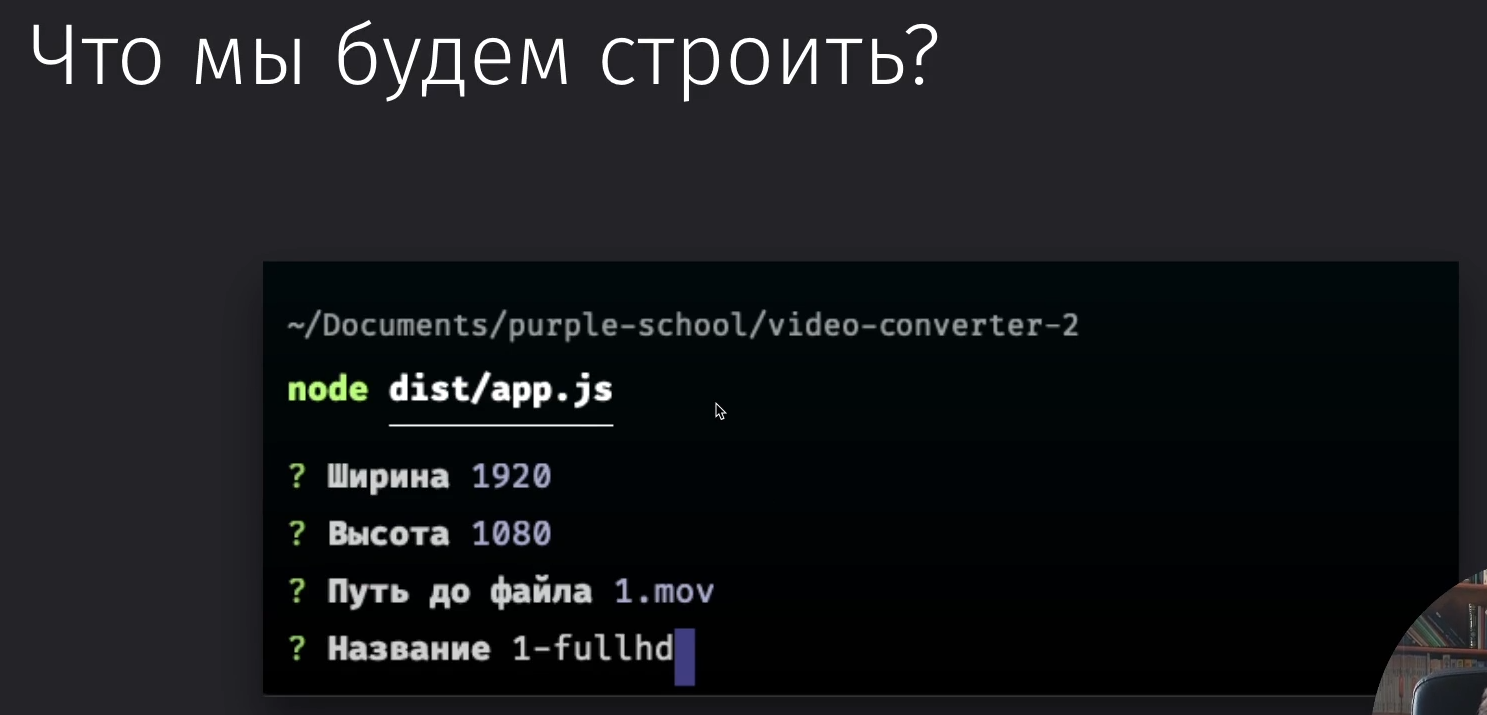 Что мы будем строить?
~/Documents/purple-school/video-converter-2
node dist/app.js
? Ширина 1920
? Высота 1080
? Путь до файла 1.mov
? Название 1-fullhd